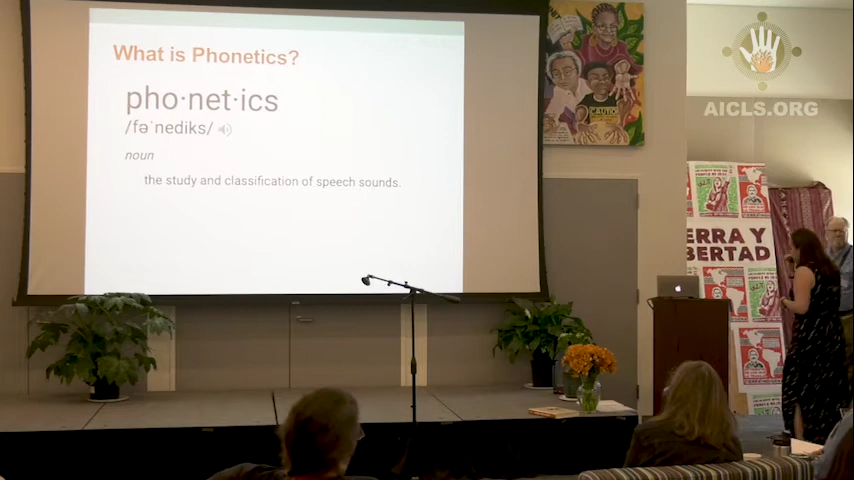 What is Phonetics?
pho·net·ics
/fəˈnediks/
noun
the study and classification of speech sounds.
CAUTION
AICLS.ORG
ERRA Y
BERTAD